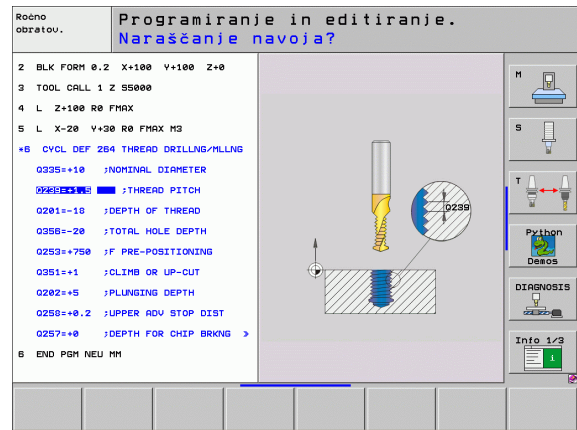 Ročno
obratov.
Programiranje in editiranje.
Naraščanje navoja?
2 BLK FORM 0.2 X+100 Y+100 Z+0
3 TOOL CALL 1 Z S5000
4 L Z+100 R0 FMAX
5 L X-20 Y+30 R0 FMAX M3
*6 CYCL DEF 264 THREAD DRILLNG/MLLNG
Q335=+10 ;NOMINAL DIAMETER
Q239=+1.5 ;THREAD PITCH
Q201=-18 ;DEPTH OF THREAD
Q356=-20 ;TOTAL HOLE DEPTH
Q253=+750 ;F PRE-POSITIONING
Q351=+1 ;CLIMB OR UP-CUT
Q202=+5 ;PLUNGING DEPTH
Q258=+0.2 ;UPPER ADV STOP DIST
Q257=+0 ;DEPTH FOR CHIP BRKNG »
6 END PGM NEU MM
Q239
M
S
T
Python
Demos
DIAGNOSIS
Info 1/3
i